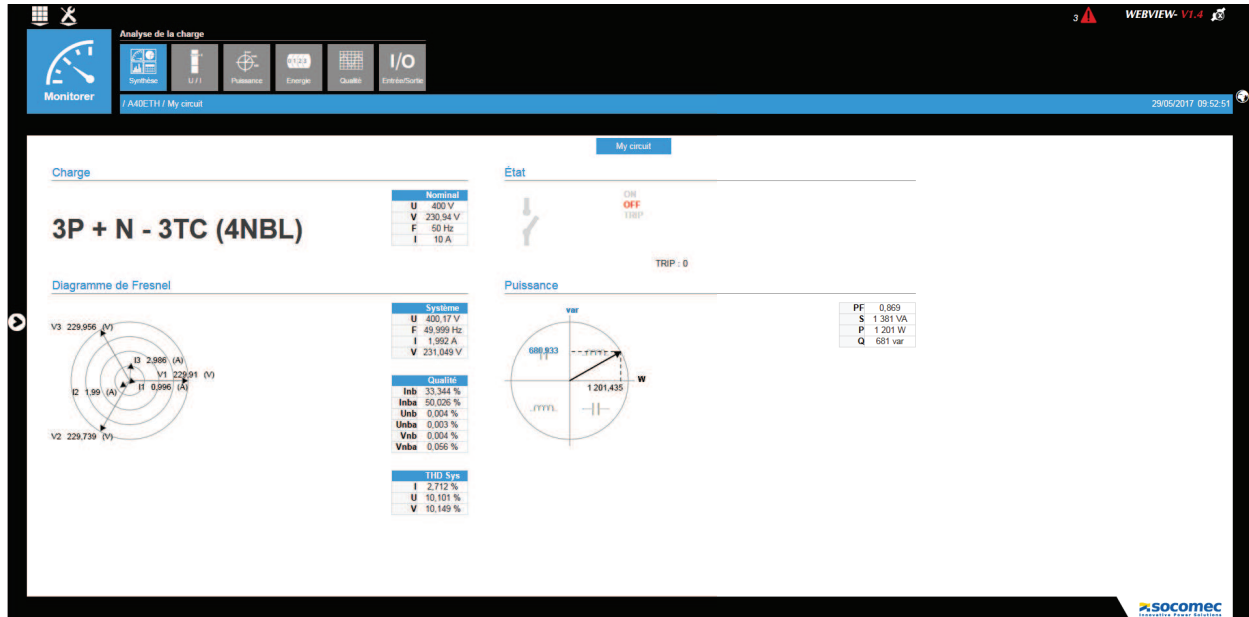 3
WEBVIEW- V1.4
Analyse de la charge
Monitorer
Synthèse
U / I
Puissance
0123
Energie
Qualité
I/O
Entrée/Sortie
/ A40ETH / My circuit
29/05/2017 09:52:51
My circuit
Charge
3P + N - 3TC (4NBL)
Nominal
U 400 V
V 230,94 V
F 50 Hz
I 10 A
État
ON
OFF
TRIP
TRIP : 0
Diagramme de Fresnel
V3 229,956 (V)
I3 2,986 (A)
V1 229,91 (V)
I2 1,99 (A)
I1 0,996 (A)
V2 229,739 (V)
Système
U 400,17 V
F 49,999 Hz
I 1,992 A
V 231,049 V
Qualité
Inb 33,344 %
Inba 50,026 %
Unb 0,004 %
Unba 0,003 %
Vnb 0,004 %
Vnba 0,056 %
THD Sys
I 2,712 %
U 10,101 %
V 10,149 %
Puissance
var
680,933
W
1 201,435
PF 0,869
S 1 381 VA
P 1 201 W
Q 681 var
socomec
Innovative Power Solutions